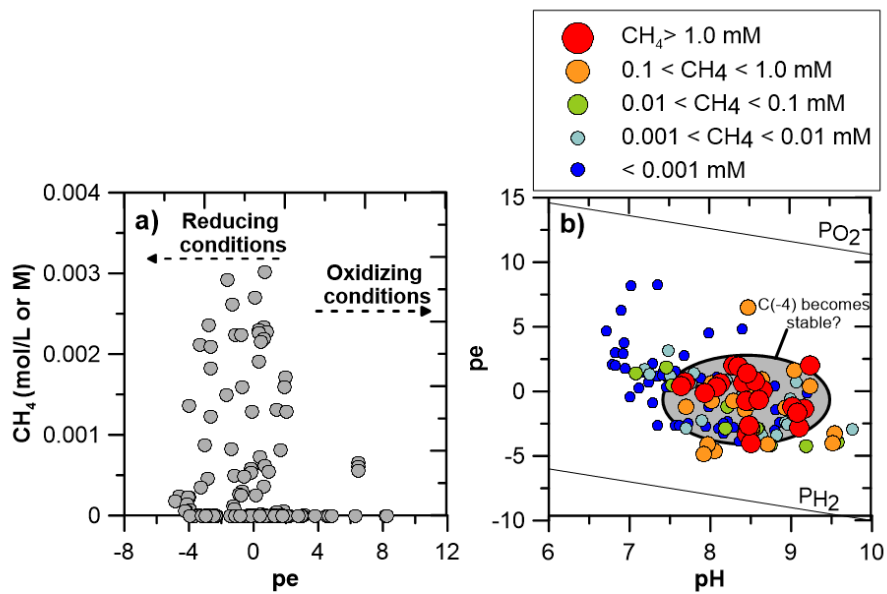 CH₄> 1.0 mM
0.1 < CH4 < 1.0 mM
0.01 < CH4 < 0.1 mM
0.001 < CH4 < 0.01 mM
< 0.001 mM
a)
Reducing
conditions
Oxidizing
conditions
0.004
0.003
0.002
0.001
0
CH₄ (mol/L or M)
-8 -4 0 4 8 12
pe
b)
PO2
C(-4) becomes
stable?
PH2
15
10
5
0
-5
-10
pe
6 7 8 9 10
pH